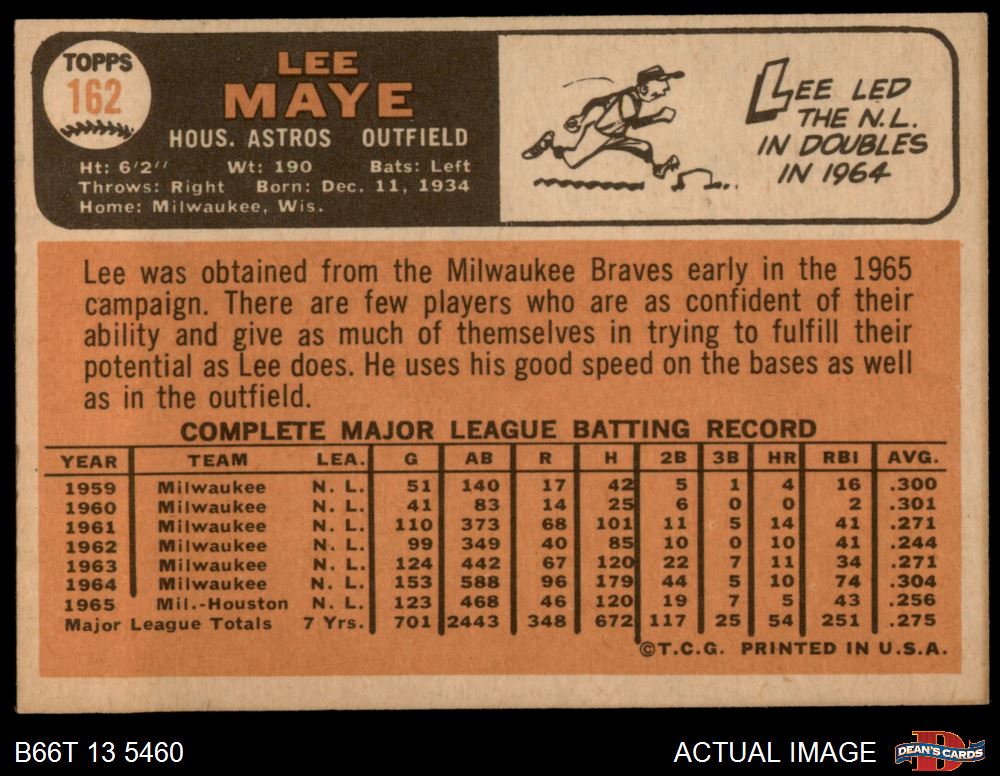 TOPPS
162
LEE
MAYE
HOUS. ASTROS OUTFIELD
Ht: 6'2'' Wt: 190 Bats: Left
Throws: Right Born: Dec. 11, 1934
Home: Milwaukee, Wis.
LEE LED
THE N.L.
IN DOUBLES
IN 1964
Lee was obtained from the Milwaukee Braves early in the 1965
campaign. There are few players who are as confident of their
ability and give as much of themselves in trying to fulfill their
potential as Lee does. He uses his good speed on the bases as well
as in the outfield.
COMPLETE MAJOR LEAGUE BATTING RECORD
YEAR TEAM LEA. G AB R H 2B 3B HR RBI AVG.
1959 Milwaukee N. L. 51 140 17 42 5 1 4 16 .300
1960 Milwaukee N. L. 41 83 14 25 6 0 0 2 .301
1961 Milwaukee N. L. 110 373 68 101 11 5 14 41 .271
1962 Milwaukee N. L. 99 349 40 85 10 0 10 41 .244
1963 Milwaukee N. L. 124 442 67 120 22 7 11 34 .271
1964 Milwaukee N. L. 153 588 96 179 44 5 10 74 .304
1965 Mil.-Houston N. L. 123 468 46 120 19 7 5 43 .256
Major League Totals 7 Yrs. 701 2443 348 672 117 25 54 251 .275
©T.C.G. PRINTED IN U.S.A.
B66T 13 5460
ACTUAL IMAGE
DEAN'S CARDS